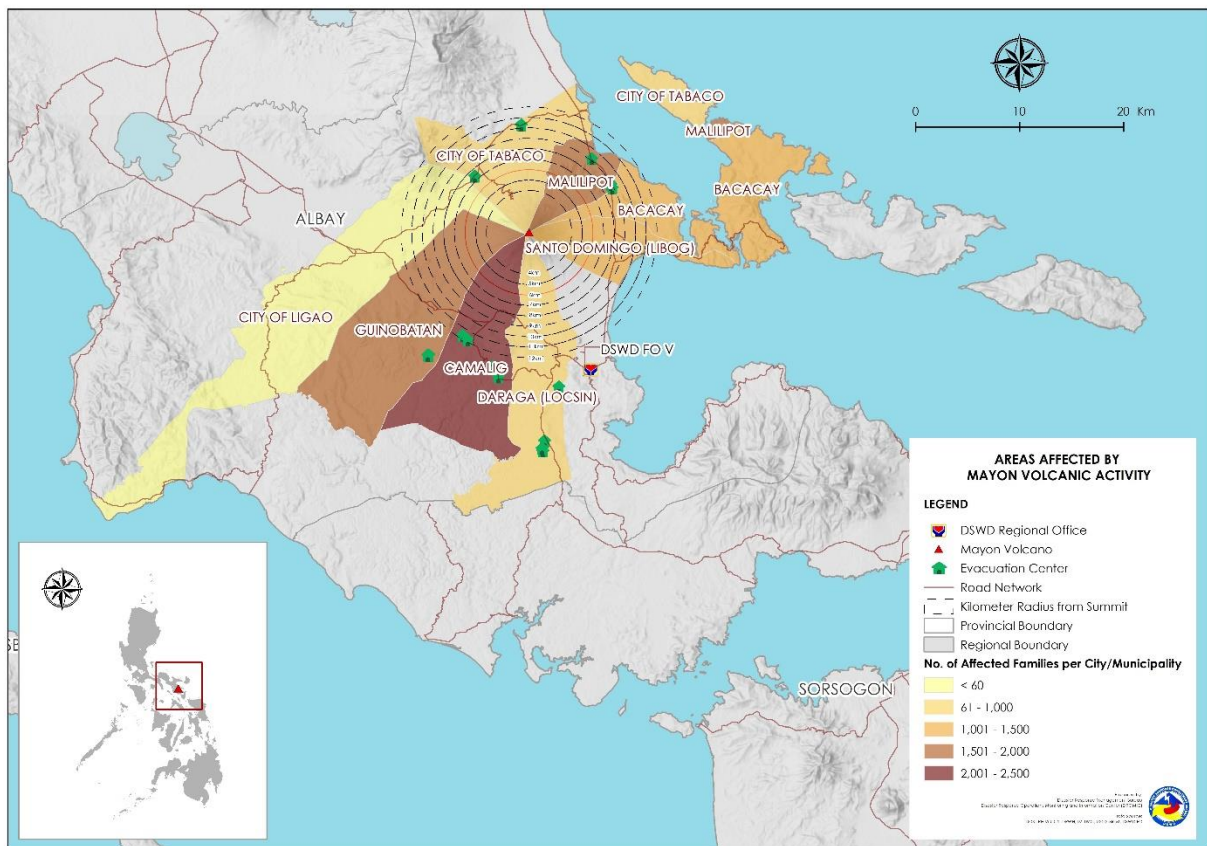 CITY OF TABACO
MALILIPOT
BACACAY
0 10 20 Km
CITY OF TABACO
MALILIPOT
BACACAY
ALBAY
SANTO DOMINGO (LIBOG)
CITY OF LIGAO
GUINOBATAN
CAMALIG
DSWD FO V
DARAGA (LOCSIN)
SORSOGON
AREAS AFFECTED BY
MAYON VOLCANIC ACTIVITY
LEGEND
DSWD Regional Office
Mayon Volcano
Evacuation Center
Road Network
Kilometer Radius from Summit
Provincial Boundary
Regional Boundary
No. of Affected Families per City/Municipality
< 60
61 - 1,000
1,001 - 1,500
1,501 - 2,000
2,001 - 2,500